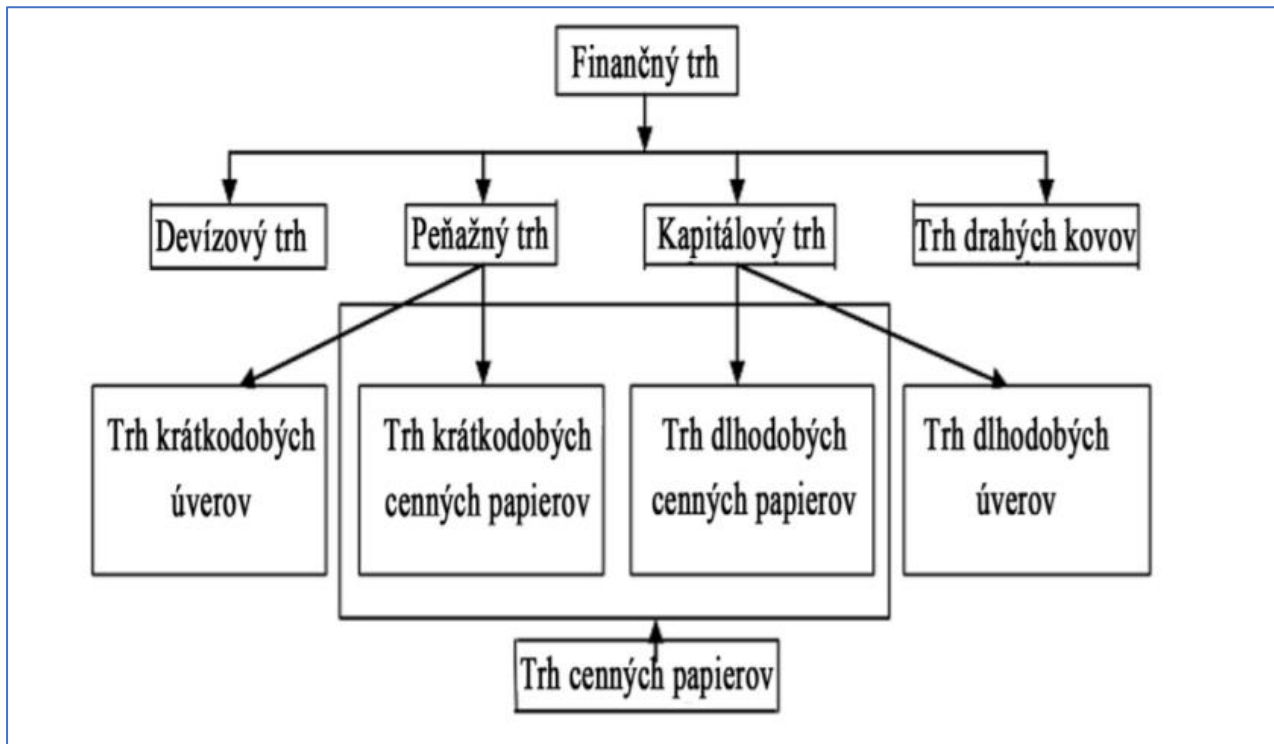 Finančný trh
Devízový trh
Peňažný trh
Kapitálový trh
Trh drahých kovov
Trh krátkodobých
úverov
Trh krátkodobých
cenných papierov
Trh dlhodobých
cenných papierov
Trh dlhodobých
úverov
Trh cenných papierov